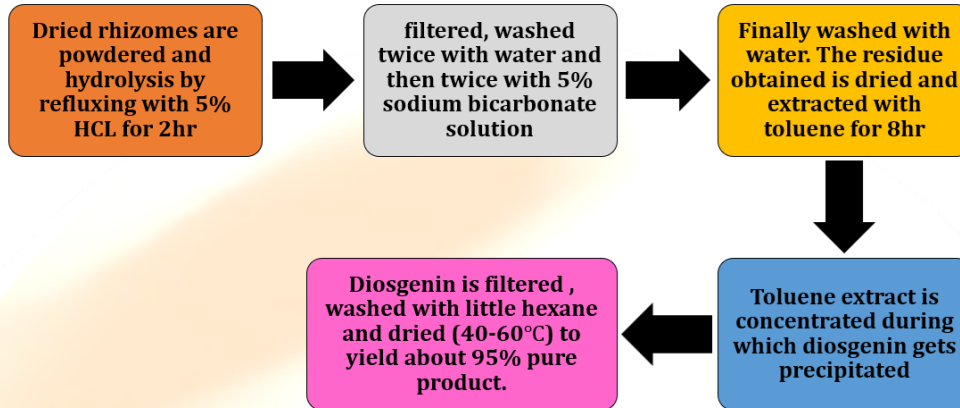 Dried rhizomes are
powdered and
hydrolysis by
refluxing with 5%
HCL for 2hr
filtered, washed
twice with water and
then twice with 5%
sodium bicarbonate
solution
Finally washed with
water. The residue
obtained is dried and
extracted with
toluene for 8hr
Toluene extract is
concentrated during
which diosgenin gets
precipitated
Diosgenin is filtered ,
washed with little hexane
and dried (40-60℃) to
yield about 95% pure
product.